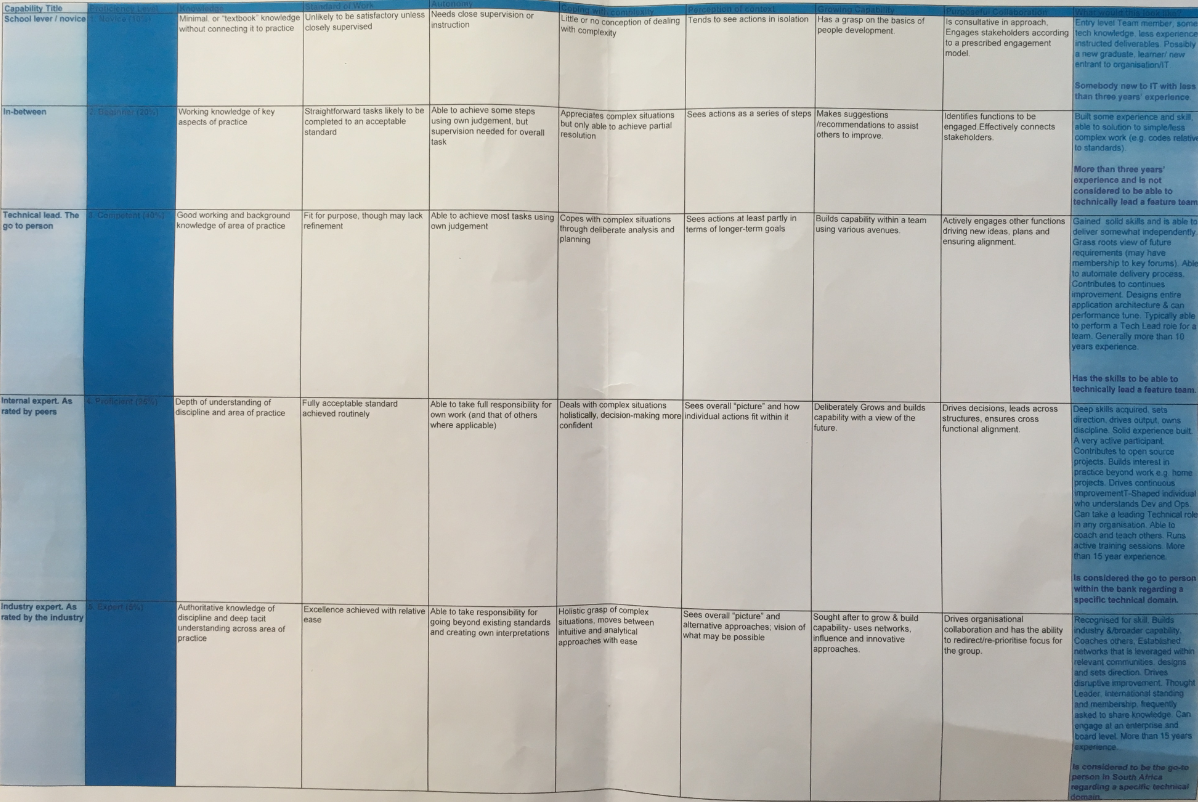 Capability Title
Proficiency Level
Knowledge
Standard of Work
Autonomy
Coping with complexity
Perception of context
Growing Capability
Purposeful Collaboration
School lever / novice
1. Novice (10%)
Minimal, or "textbook" knowledge
without connecting it to practice
Unlikely to be satisfactory unless
closely supervised
Needs close supervision or
instruction
Little or no conception of dealing
with complexity
Tends to see actions in isolation
Has a grasp on the basics of
people development.
Is consultative in approach.
Engages stakeholders according
to a prescribed engagement
model.
Entry level Team member, some
tech knowledge, less experience
instructed deliverables. Possibly
a new graduate, learner/ new
entrant to organisation/IT
Somebody new to IT with less
than three years' experience.
In-between
2. Beginner
Working knowledge of key
aspects of practice
Straightforward tasks likely to be
completed to an acceptable
standard
Able to achieve some steps
using own judgement, but
supervision needed for overall
task
Appreciates complex situations
but only able to achieve partial
resolution
Sees actions as a series of steps
Makes suggestions
/recommendations to assist
others to improve.
Identifies functions to be
engaged.Effectively connects
stakeholders.
Built some experience and skill,
able to solution to simple/less
complex work (e.g. codes relative
to standards).
More than three years'
experience and is not
considered to be able to
technically lead a feature team
Technical lead. The
go to person
3. Competent
Good working and background
knowledge of area of practice
Fit for purpose, though may lack
refinement
Able to achieve most tasks using
own judgement
Copes with complex situations
through deliberate analysis and
planning
Sees actions at least partly in
terms of longer-term goals
Builds capability within a team
using various avenues.
Actively engages other functions
driving new ideas, plans and
ensuring alignment.
Gained solid skills and is able to
deliver somewhat independently.
Grass roots view of future
requirements (may have
membership to key forums). Able
to automate delivery process.
Contributes to continues
improvement. Designs entire
application architecture & can
performance tune. Typically able
to perform a Tech Lead role for a
team. Generally more than 10
years experience.
Has the skills to be able to
technically lead a feature team.
Internal expert. As
rated by peers
4. Proficient
Depth of understanding of
discipline and area of practice
Fully acceptable standard
achieved routinely
Able to take full responsibility for
own work (and that of others
where applicable)
Deals with complex situations
holistically, decision-making more
confident
Sees overall "picture" and how
individual actions fit within it
Deliberately Grows and builds
capability with a view of the
future.
Drives decisions, leads across
structures, ensures cross
functional alignment.
Deep skills acquired, sets
direction, drives output, owns
discipline. Solid experience built.
A very active participant.
Contributes to open source
projects. Builds interest in
practice beyond work e.g. home
projects. Drives continuous
improvementT-Shaped individual
who understands Dev and Ops.
Can take a leading Technical role
in any organisation. Able to
coach and teach others. Runs
active training sessions. More
than 15 year experience.
Is considered the go to person
within the bank regarding a
specific technical domain.
Industry expert. As
rated by the industry
5. Expert (5%)
Authoritative knowledge of
discipline and deep tacit
understanding across area of
practice
Excellence achieved with relative
ease
Able to take responsibility for
going beyond existing standards
and creating own interpretations
Holistic grasp of complex
situations, moves between
intuitive and analytical
approaches with ease
Sees overall "picture" and
alternative approaches; vision of
what may be possible
Sought after to grow & build
capability- uses networks,
influence and innovative
approaches.
Drives organisational
collaboration and has the ability
to redirect/re-prioritise focus for
the group.
Recognised for skill. Builds
industry &/broader capability.
Coaches others. Established
networks that is leveraged within
relevant communities, designs
and sets direction. Drives
disruptive improvement. Thought
Leader, international standing
and membership, frequently
asked to share knowledge. Can
engage at an enterprise and
board level. More than 15 years
experience.
Is considered to be the go-to
person in South Africa
regarding a specific technical
domain.